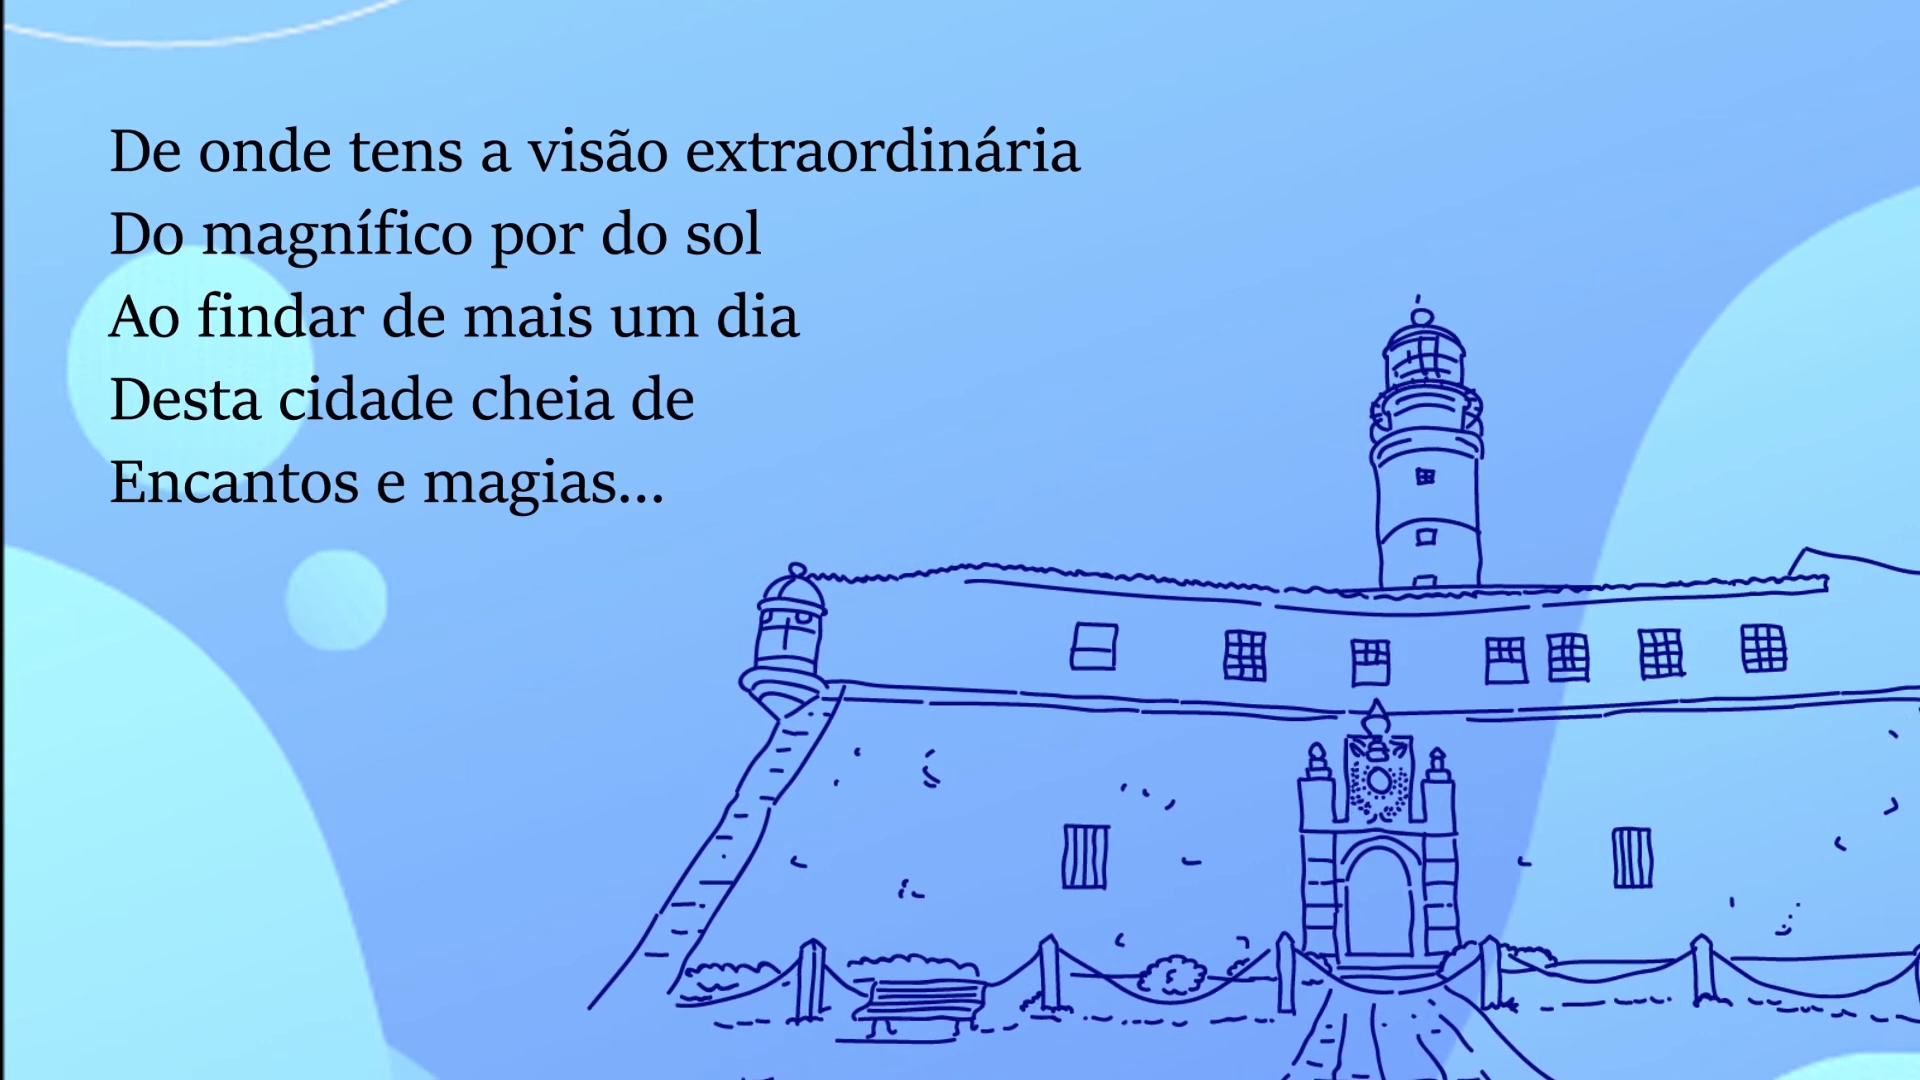 De onde tens a visão extraordinária
Do magnífico por do sol
Ao findar de mais um dia
Desta cidade cheia de
Encantos e magias...